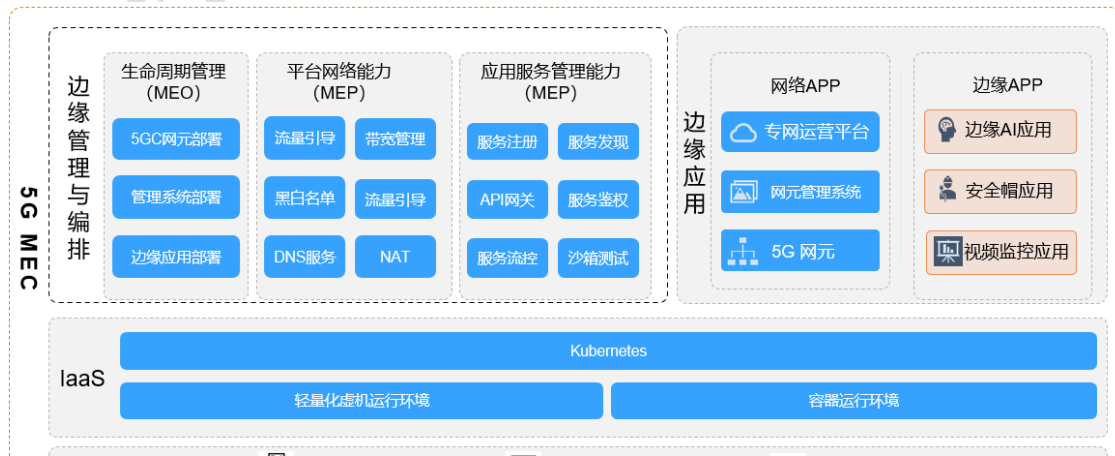 5G MEC
边缘管理与编排
生命周期管理
（MEO）
5GC网元部署
管理系统部署
边缘应用部署
平台网络能力
（MEP）
流量引导
带宽管理
黑白名单
流量引导
DNS服务
NAT
应用服务管理能力
（MEP）
服务注册
服务发现
API网关
服务鉴权
服务流控
沙箱测试
边缘应用
网络APP
专网运营平台
网元管理系统
5G 网元
边缘APP
边缘AI应用
安全帽应用
视频监控应用
IaaS
Kubernetes
轻量化虚机运行环境
容器运行环境